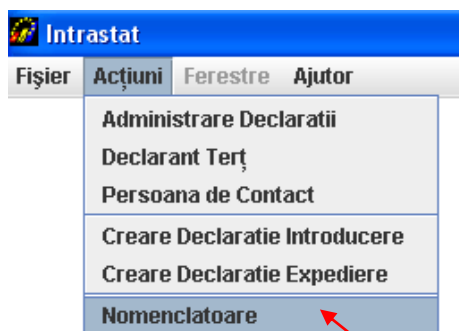 Intrastat
Fişier Acţiuni Ferestre Ajutor
Administrare Declaratii
Declarant Terţ
Persoana de Contact
Creare Declaratie Introducere
Creare Declaratie Expediere
Nomenclatoare